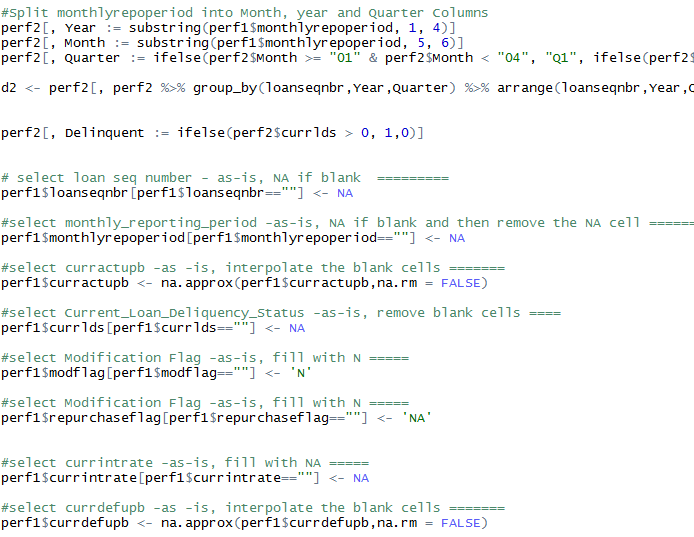 #Split monthlyrepoperiod into Month, year and Quarter Columns
perf2[, Year := substring(perf1$monthlyrepoperiod, 1, 4)]
perf2[, Month := substring(perf1$monthlyrepoperiod, 5, 6)]
perf2[, Quarter := ifelse(perf2$Month >= "01" & perf2$Month < "04", "Q1", ifelse(perf2$
d2 <- perf2[, perf2 %>% group_by(loanseqnbr,Year,Quarter) %>% arrange(loanseqnbr,Year,
perf2[, Delinquent := ifelse(perf2$currlds > 0, 1,0)]
# select loan seq number - as-is, NA if blank  =========
perf1$loanseqnbr[perf1$loanseqnbr==""] <- NA
#select monthly_reporting_period -as-is, NA if blank and then remove the NA cell ======
perf1$monthlyrepoperiod[perf1$monthlyrepoperiod==""] <- NA
#select curractupb -as -is, interpolate the blank cells =======
perf1$curractupb <- na.approx(perf1$curractupb,na.rm = FALSE)
#select Current_Loan_Deliquency_Status -as-is, remove blank cells ====
perf1$currlds[perf1$currlds==""] <- NA
#select Modification Flag -as-is, fill with N =====
perf1$modflag[perf1$modflag==""] <- 'N'
#select Modification Flag -as-is, fill with N =====
perf1$repurchaseflag[perf1$repurchaseflag==""] <- 'NA'
#select currintrate -as-is, fill with NA =====
perf1$currintrate[perf1$currintrate==""] <- NA
#select currdefupb -as -is, interpolate the blank cells =======
perf1$currdefupb <- na.approx(perf1$currdefupb,na.rm = FALSE)